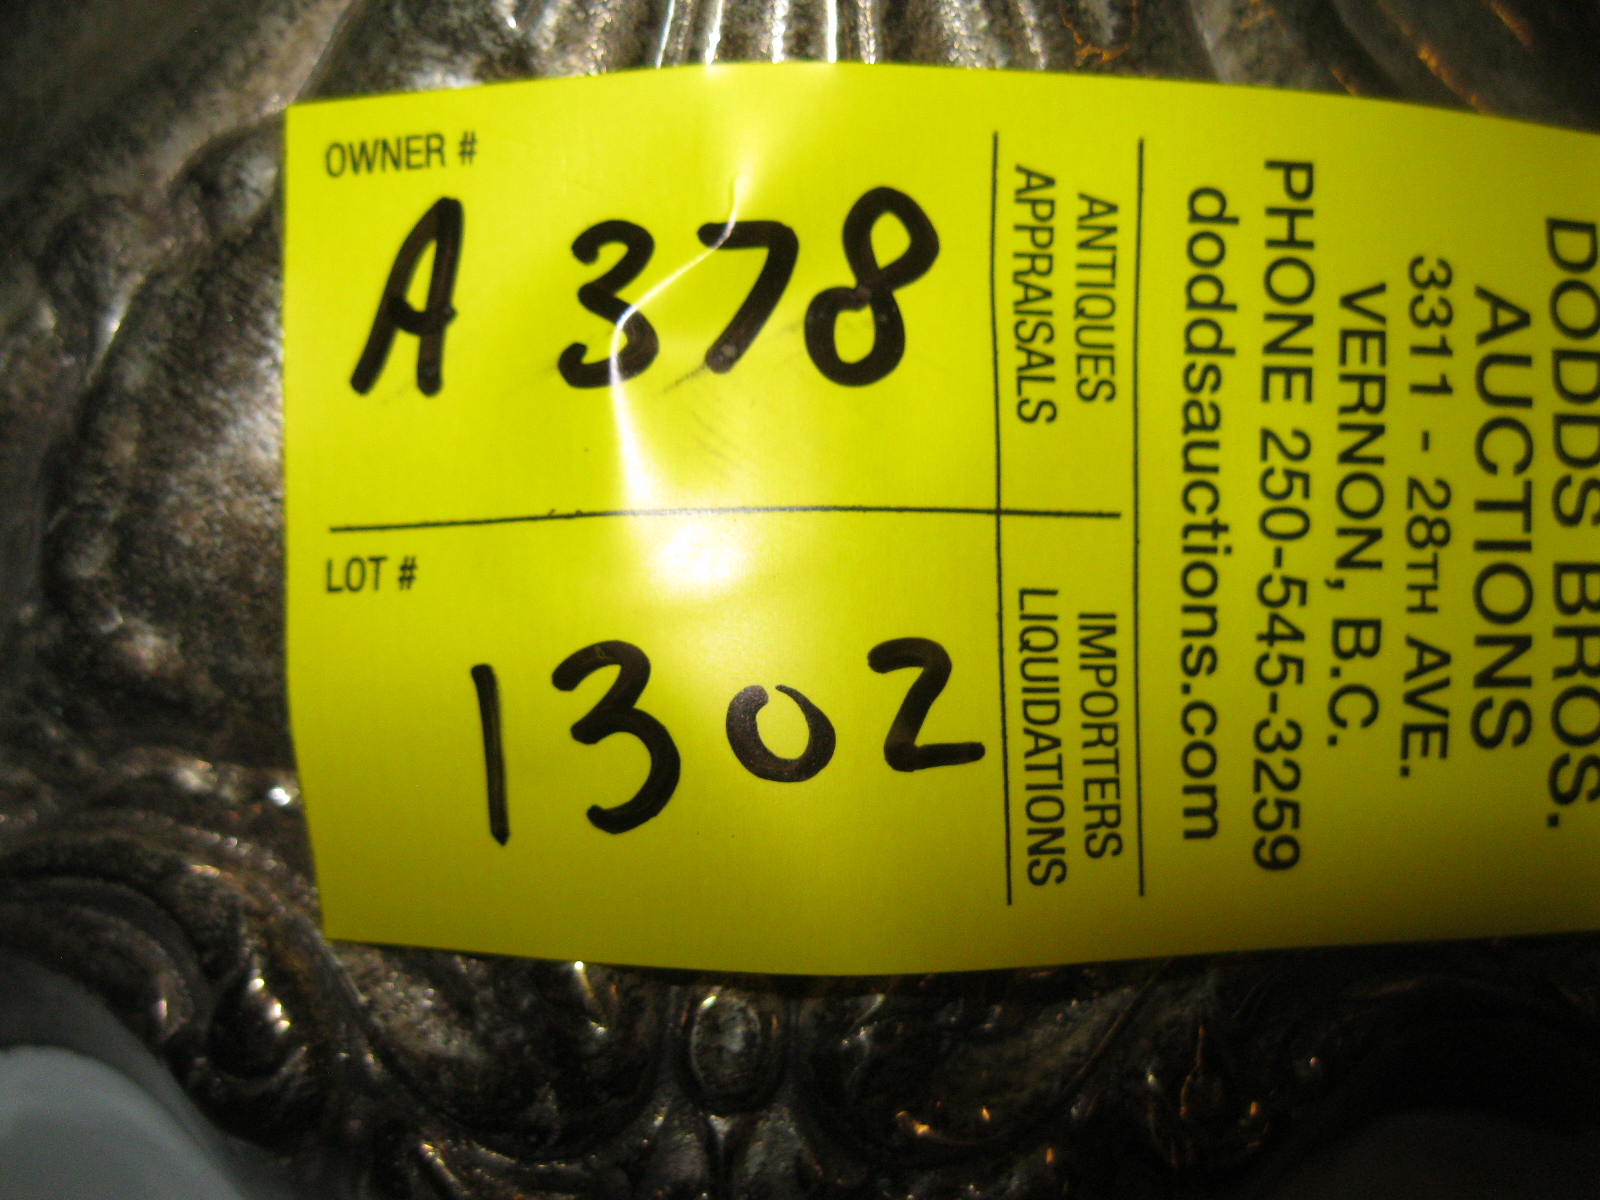 OWNER #
A 378
LOT #
1302
DODDS BROS.
AUCTIONS
3311 - 28TH AVE.
VERNON, B.C.
PHONE 250-545-3259
doddsauctions.com
ANTIQUES IMPORTERS
APPRAISALS LIQUIDATIONS